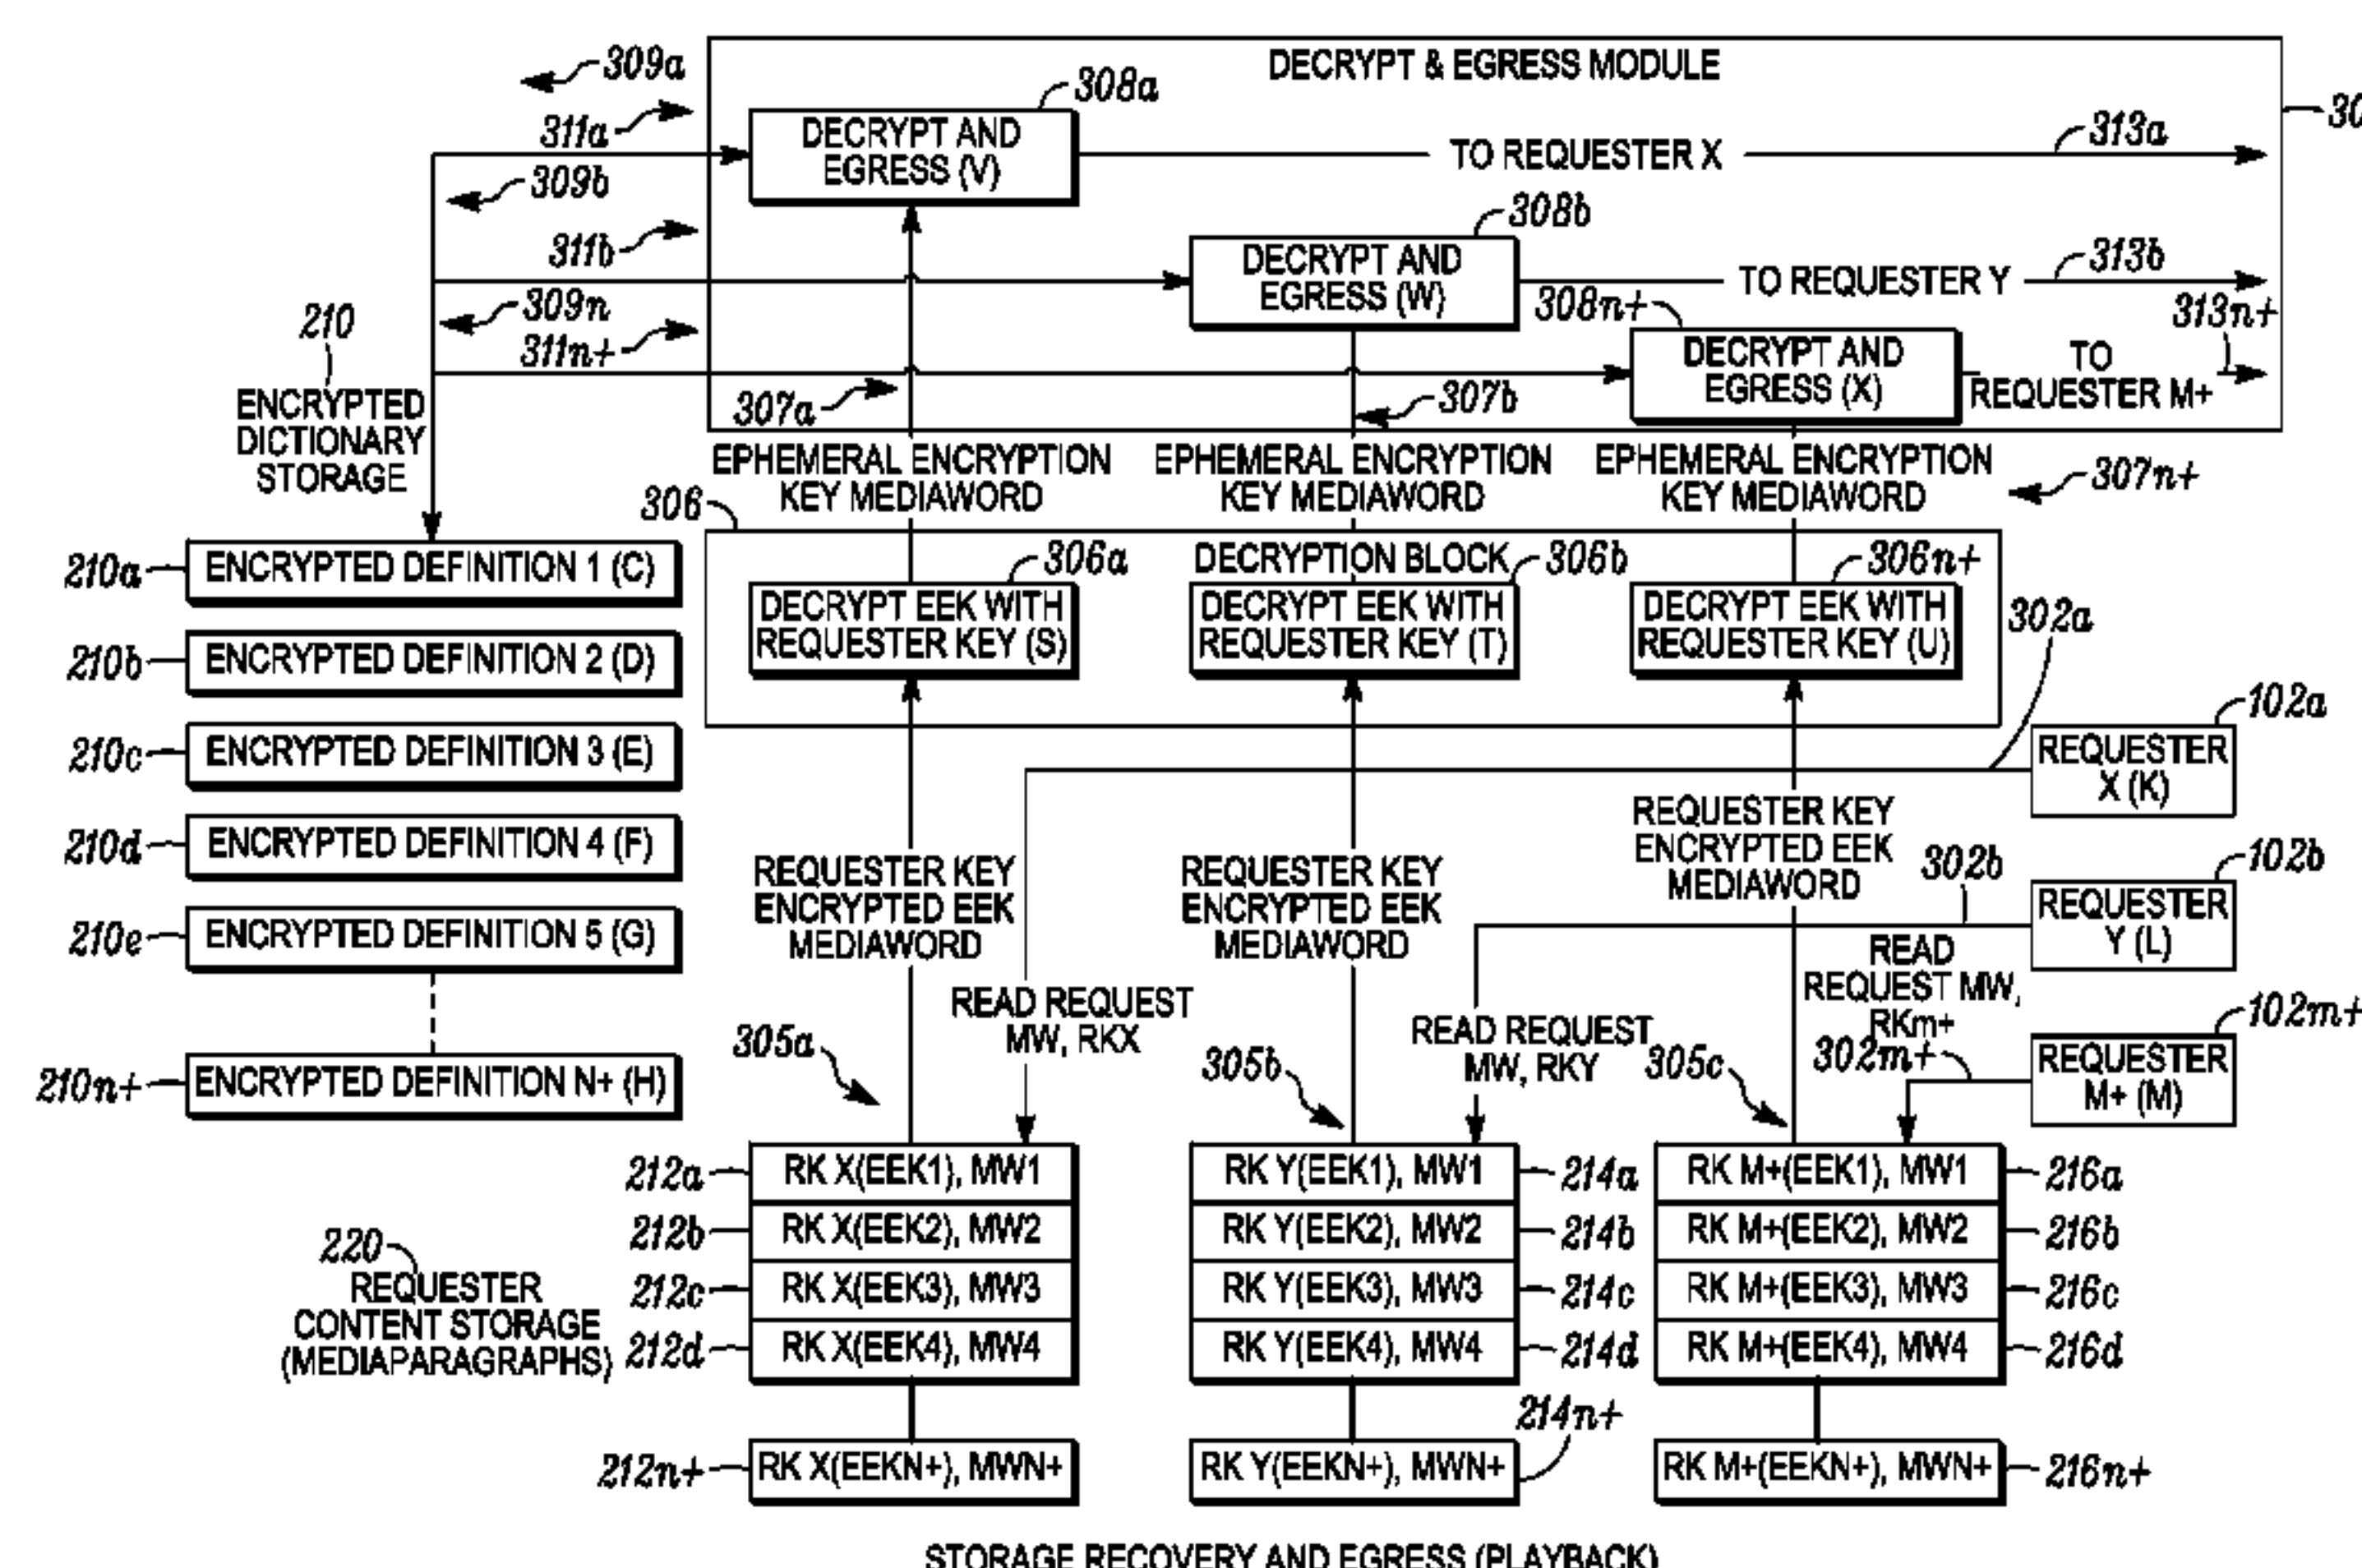 309a
DECRYPT & EGRESS MODULE
308a
311a
DECRYPT AND
EGRESS (V)
TO REQUESTER X
313a
309b
308b
311b
DECRYPT AND
EGRESS (W)
TO REQUESTER Y
313b
309n
308n+
313n+
210
311n+
DECRYPT AND
EGRESS (X)
TO
REQUESTER M+
ENCRYPTED
DICTIONARY
STORAGE
307a
307b
EPHEMERAL ENCRYPTION
KEY MEDIAWORD
EPHEMERAL ENCRYPTION
KEY MEDIAWORD
EPHEMERAL ENCRYPTION
KEY MEDIAWORD
307n+
306
DECRYPTION BLOCK
306a
306b
306n+
DECRYPT EEK WITH
REQUESTER KEY (S)
DECRYPT EEK WITH
REQUESTER KEY (T)
DECRYPT EEK WITH
REQUESTER KEY (U)
302a
210a
ENCRYPTED DEFINITION 1 (C)
210b
ENCRYPTED DEFINITION 2 (D)
210c
ENCRYPTED DEFINITION 3 (E)
210d
ENCRYPTED DEFINITION 4 (F)
210e
ENCRYPTED DEFINITION 5 (G)
210n+
ENCRYPTED DEFINITION N+ (H)
102a
REQUESTER
X (K)
102b
REQUESTER
Y (L)
102m+
REQUESTER
M+ (M)
REQUESTER KEY
ENCRYPTED EEK
MEDIAWORD
REQUESTER KEY
ENCRYPTED EEK
MEDIAWORD
REQUESTER KEY
ENCRYPTED EEK
MEDIAWORD
302b
READ REQUEST
MW, RKX
READ REQUEST
MW, RKY
READ
REQUEST MW,
RKm+
302m+
305a
305b
305c
212a
RK X(EEK1), MW1
212b
RK X(EEK2), MW2
212c
RK X(EEK3), MW3
212d
RK X(EEK4), MW4
212n+
RK X(EEKN+), MWN+
RK Y(EEK1), MW1
214a
RK Y(EEK2), MW2
214b
RK Y(EEK3), MW3
214c
RK Y(EEK4), MW4
214d
214n+
RK Y(EEKN+), MWN+
RK M+(EEK1), MW1
216a
RK M+(EEK2), MW2
216b
RK M+(EEK3), MW3
216c
RK M+(EEK4), MW4
216d
RK M+(EEKN+), MWN+
216n+
220
REQUESTER
CONTENT STORAGE
(MEDIAPARAGRAPHS)
STORAGE RECOVERY AND EGRESS (PLAYBACK)